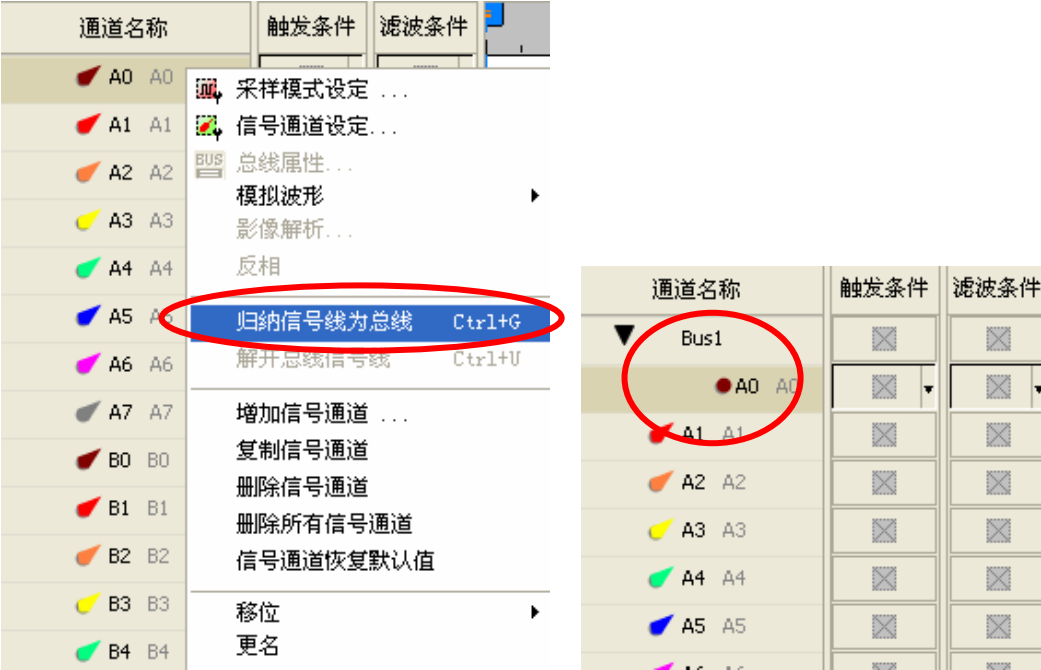 通道名称 触发条件 滤波条件
A0 A0
A1 A1
A2 A2
A3 A3
A4 A4
A5 A5
A6 A6
A7 A7
B0 B0
B1 B1
B2 B2
B3 B3
B4 B4
采样模式设定 ...
信号通道设定...
BUS 总线属性...
模拟波形
影像解析...
反相
归纳信号线为总线 Ctrl+G
解开总线信号线 Ctrl+U
增加信号通道 ...
复制信号通道
删除信号通道
删除所有信号通道
信号通道恢复默认值
移位
更名
通道名称 触发条件 滤波条件
Bus1
A0 A0
A1 A1
A2 A2
A3 A3
A4 A4
A5 A5